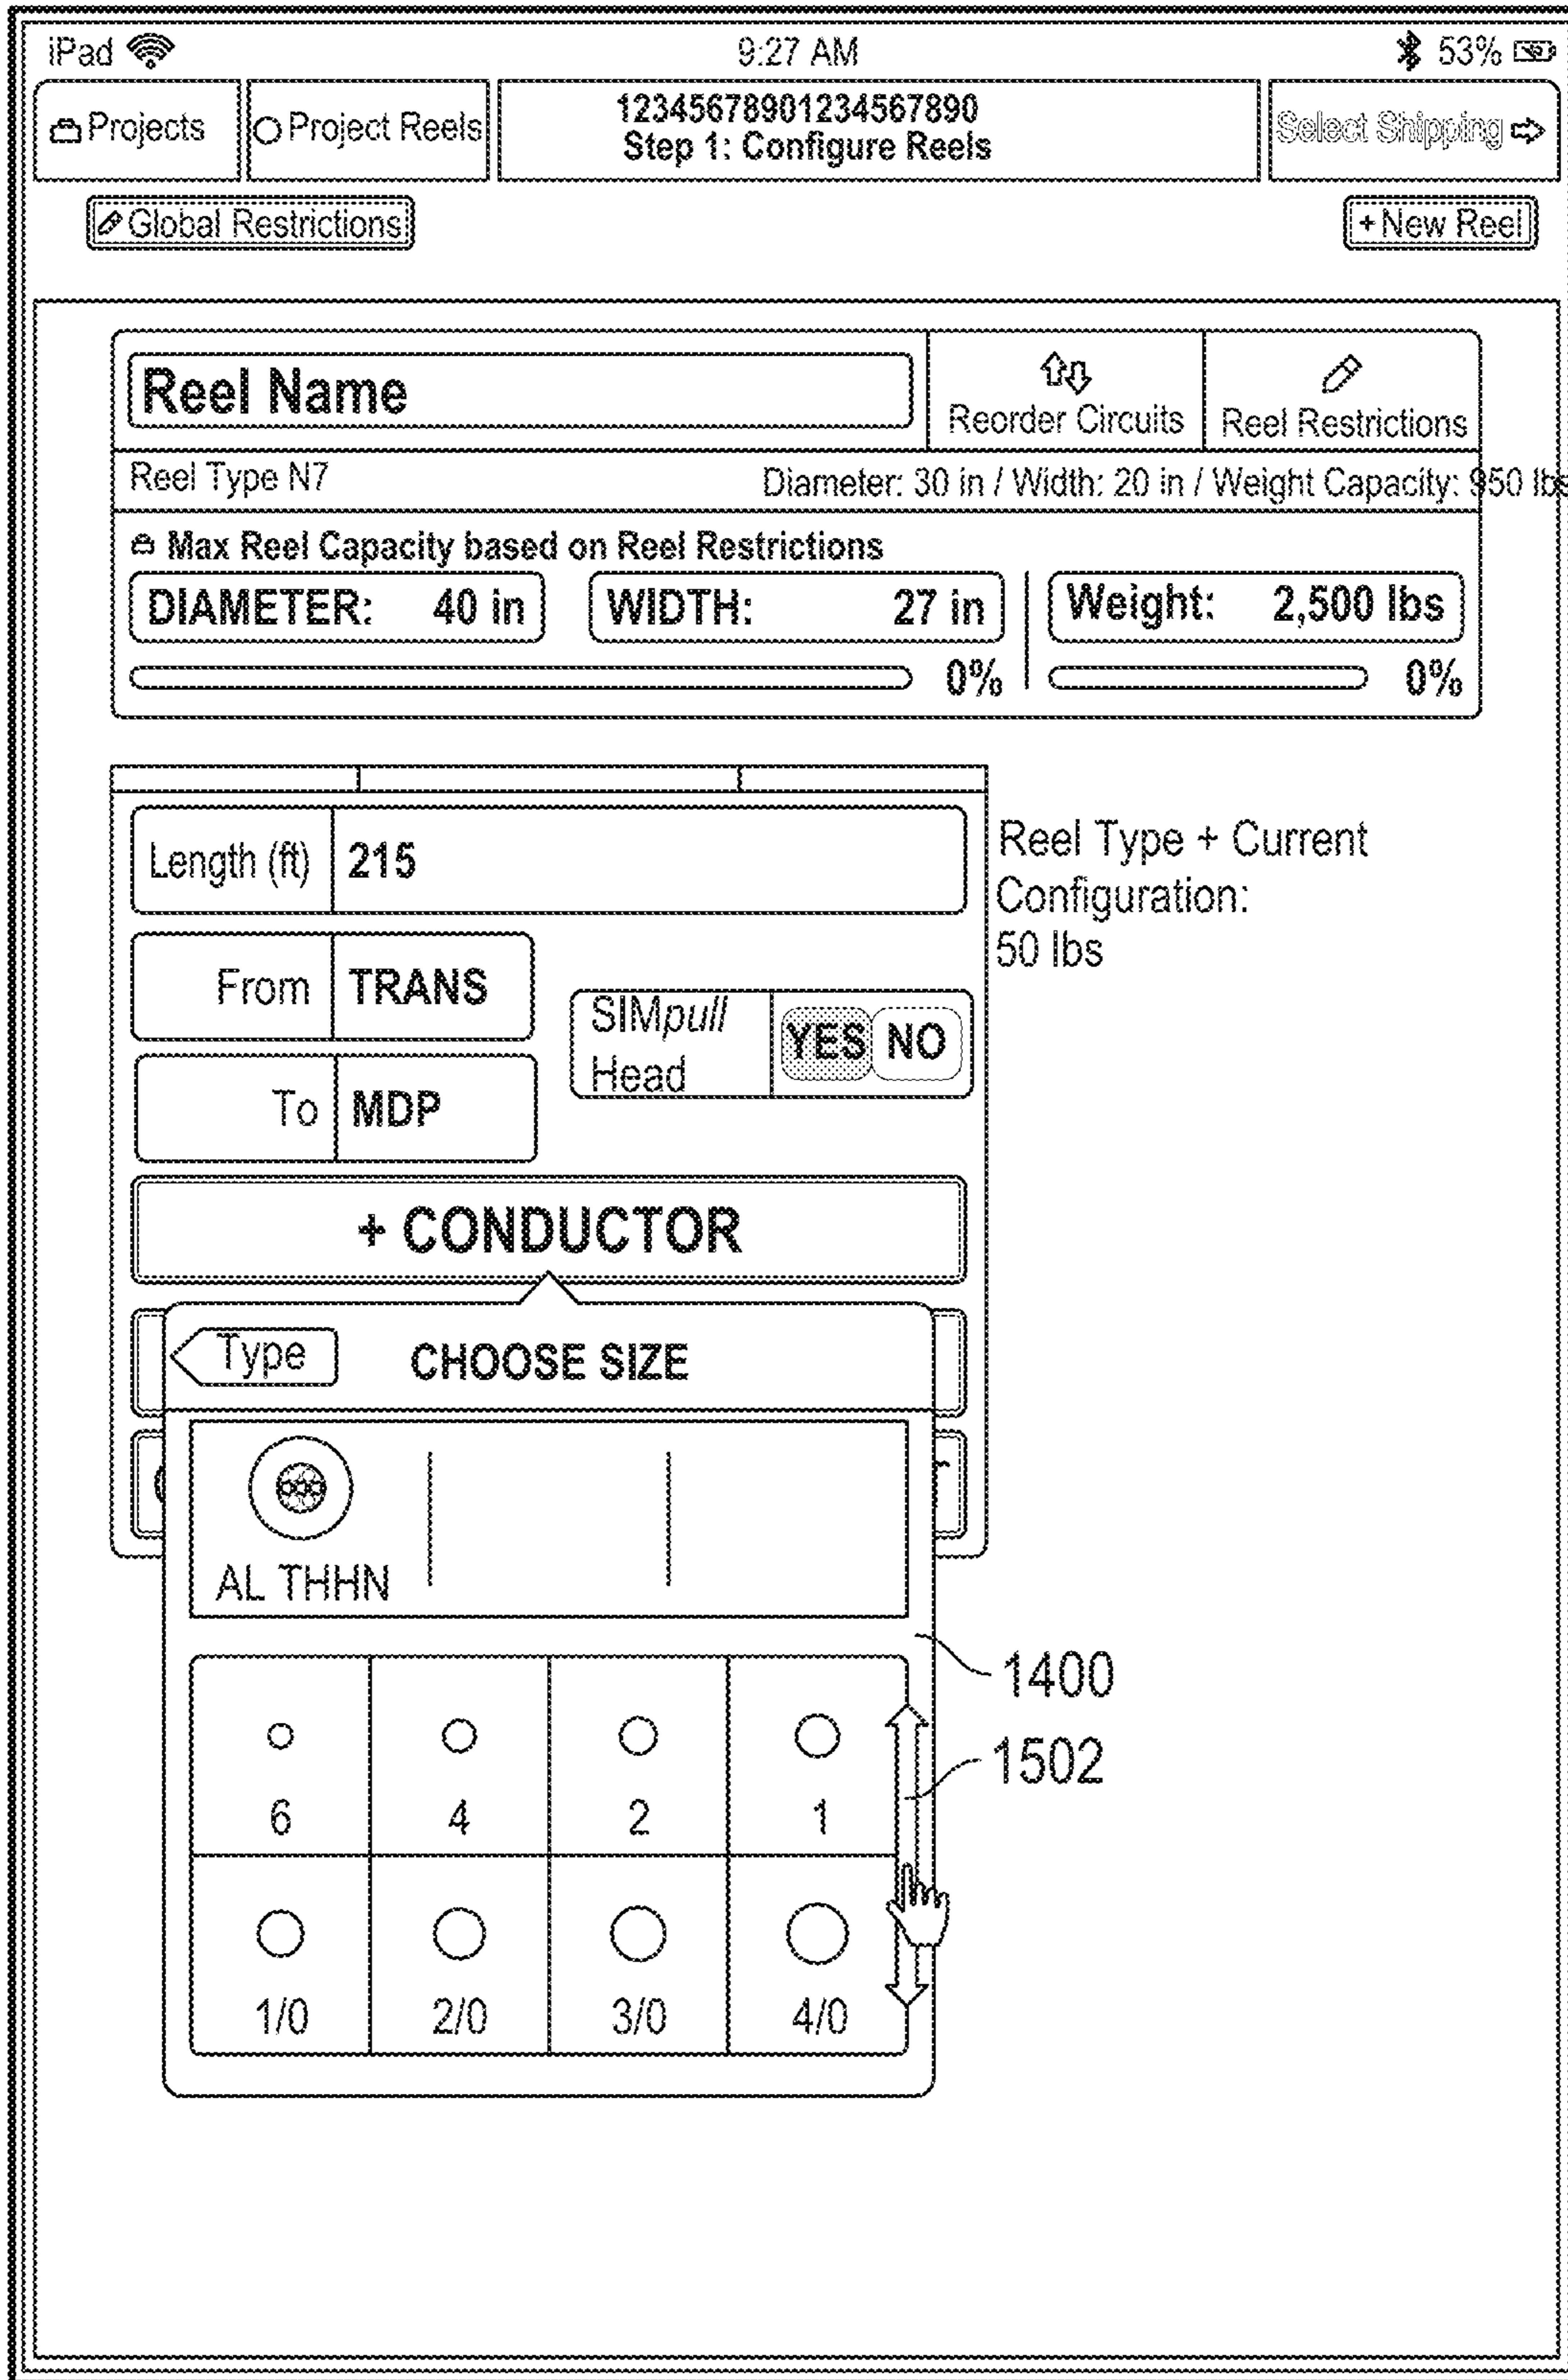 iPad 9:27 AM 53%
Projects Project Reels 12345678901234567890 Select Shipping
Step 1: Configure Reels
Global Restrictions + New Reel
Reel Name Reorder Circuits Reel Restrictions
Reel Type N7 Diameter: 30 in / Width: 20 in / Weight Capacity: 950 lbs
Max Reel Capacity based on Reel Restrictions
DIAMETER: 40 in WIDTH: 27 in Weight: 2,500 lbs
0% 0%
Length (ft) 215
Reel Type + Current
Configuration:
50 lbs
From TRANS
SIMpull
Head
YES NO
To MDP
+ CONDUCTOR
Type CHOOSE SIZE
AL THHN
1400
1502
6 4 2 1
1/0 2/0 3/0 4/0